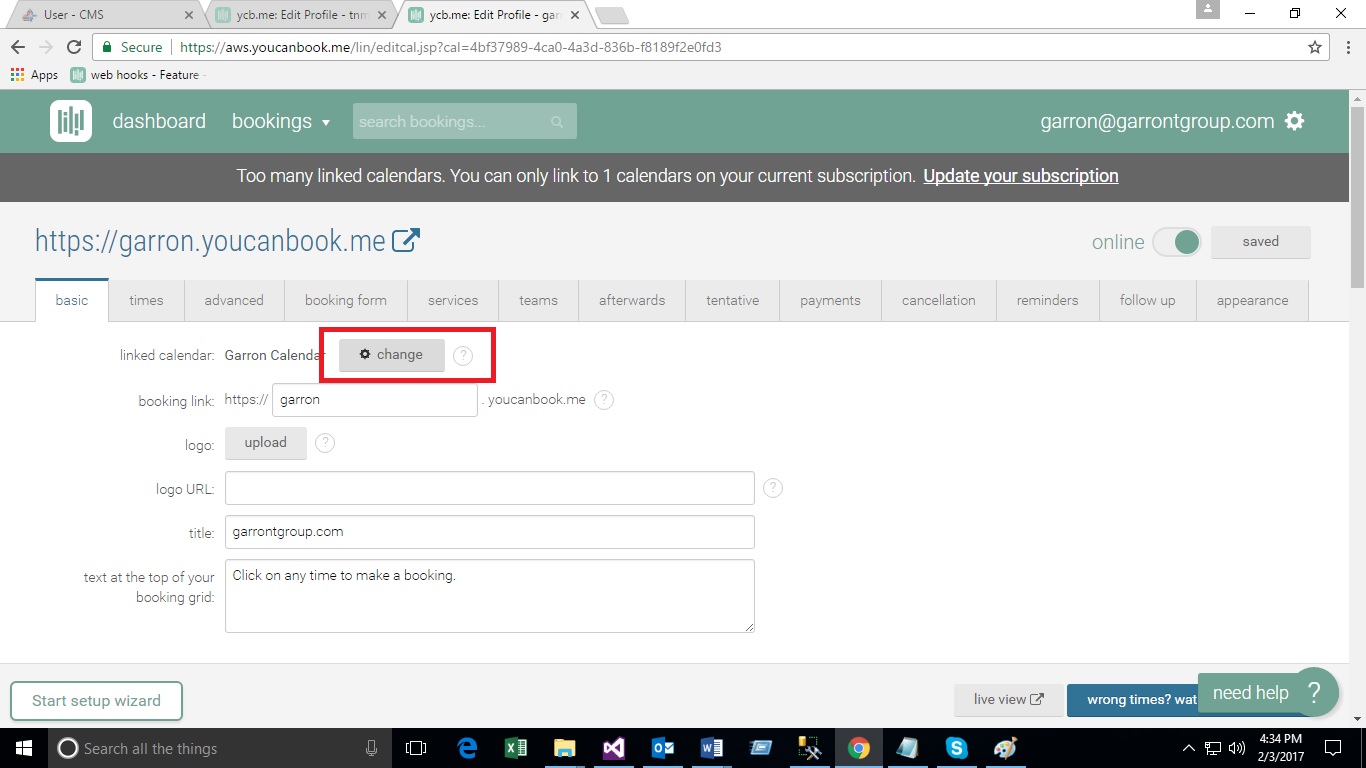 User - CMS
ycb.me: Edit Profile - tnm
ycb.me: Edit Profile - gar
Secure https://aws.youcanbook.me/lin/editcal.jsp?cal=4bf37989-4ca0-4a3d-836b-f8189f2e0fd3
Apps web hooks - Feature
dashboard bookings search bookings... garron@garrontgroup.com
Too many linked calendars. You can only link to 1 calendars on your current subscription. Update your subscription
https://garron.youcanbook.me online saved
basic times advanced booking form services teams afterwards tentative payments cancellation reminders follow up appearance
linked calendar: Garron Calendar change ?
booking link: https:// garron . youcanbook.me ?
logo: upload ?
logo URL: ?
title: garrontgroup.com
text at the top of your
booking grid:
Click on any time to make a booking.
Start setup wizard live view wrong times? wat need help ?
Search all the things
4:34 PM
2/3/2017